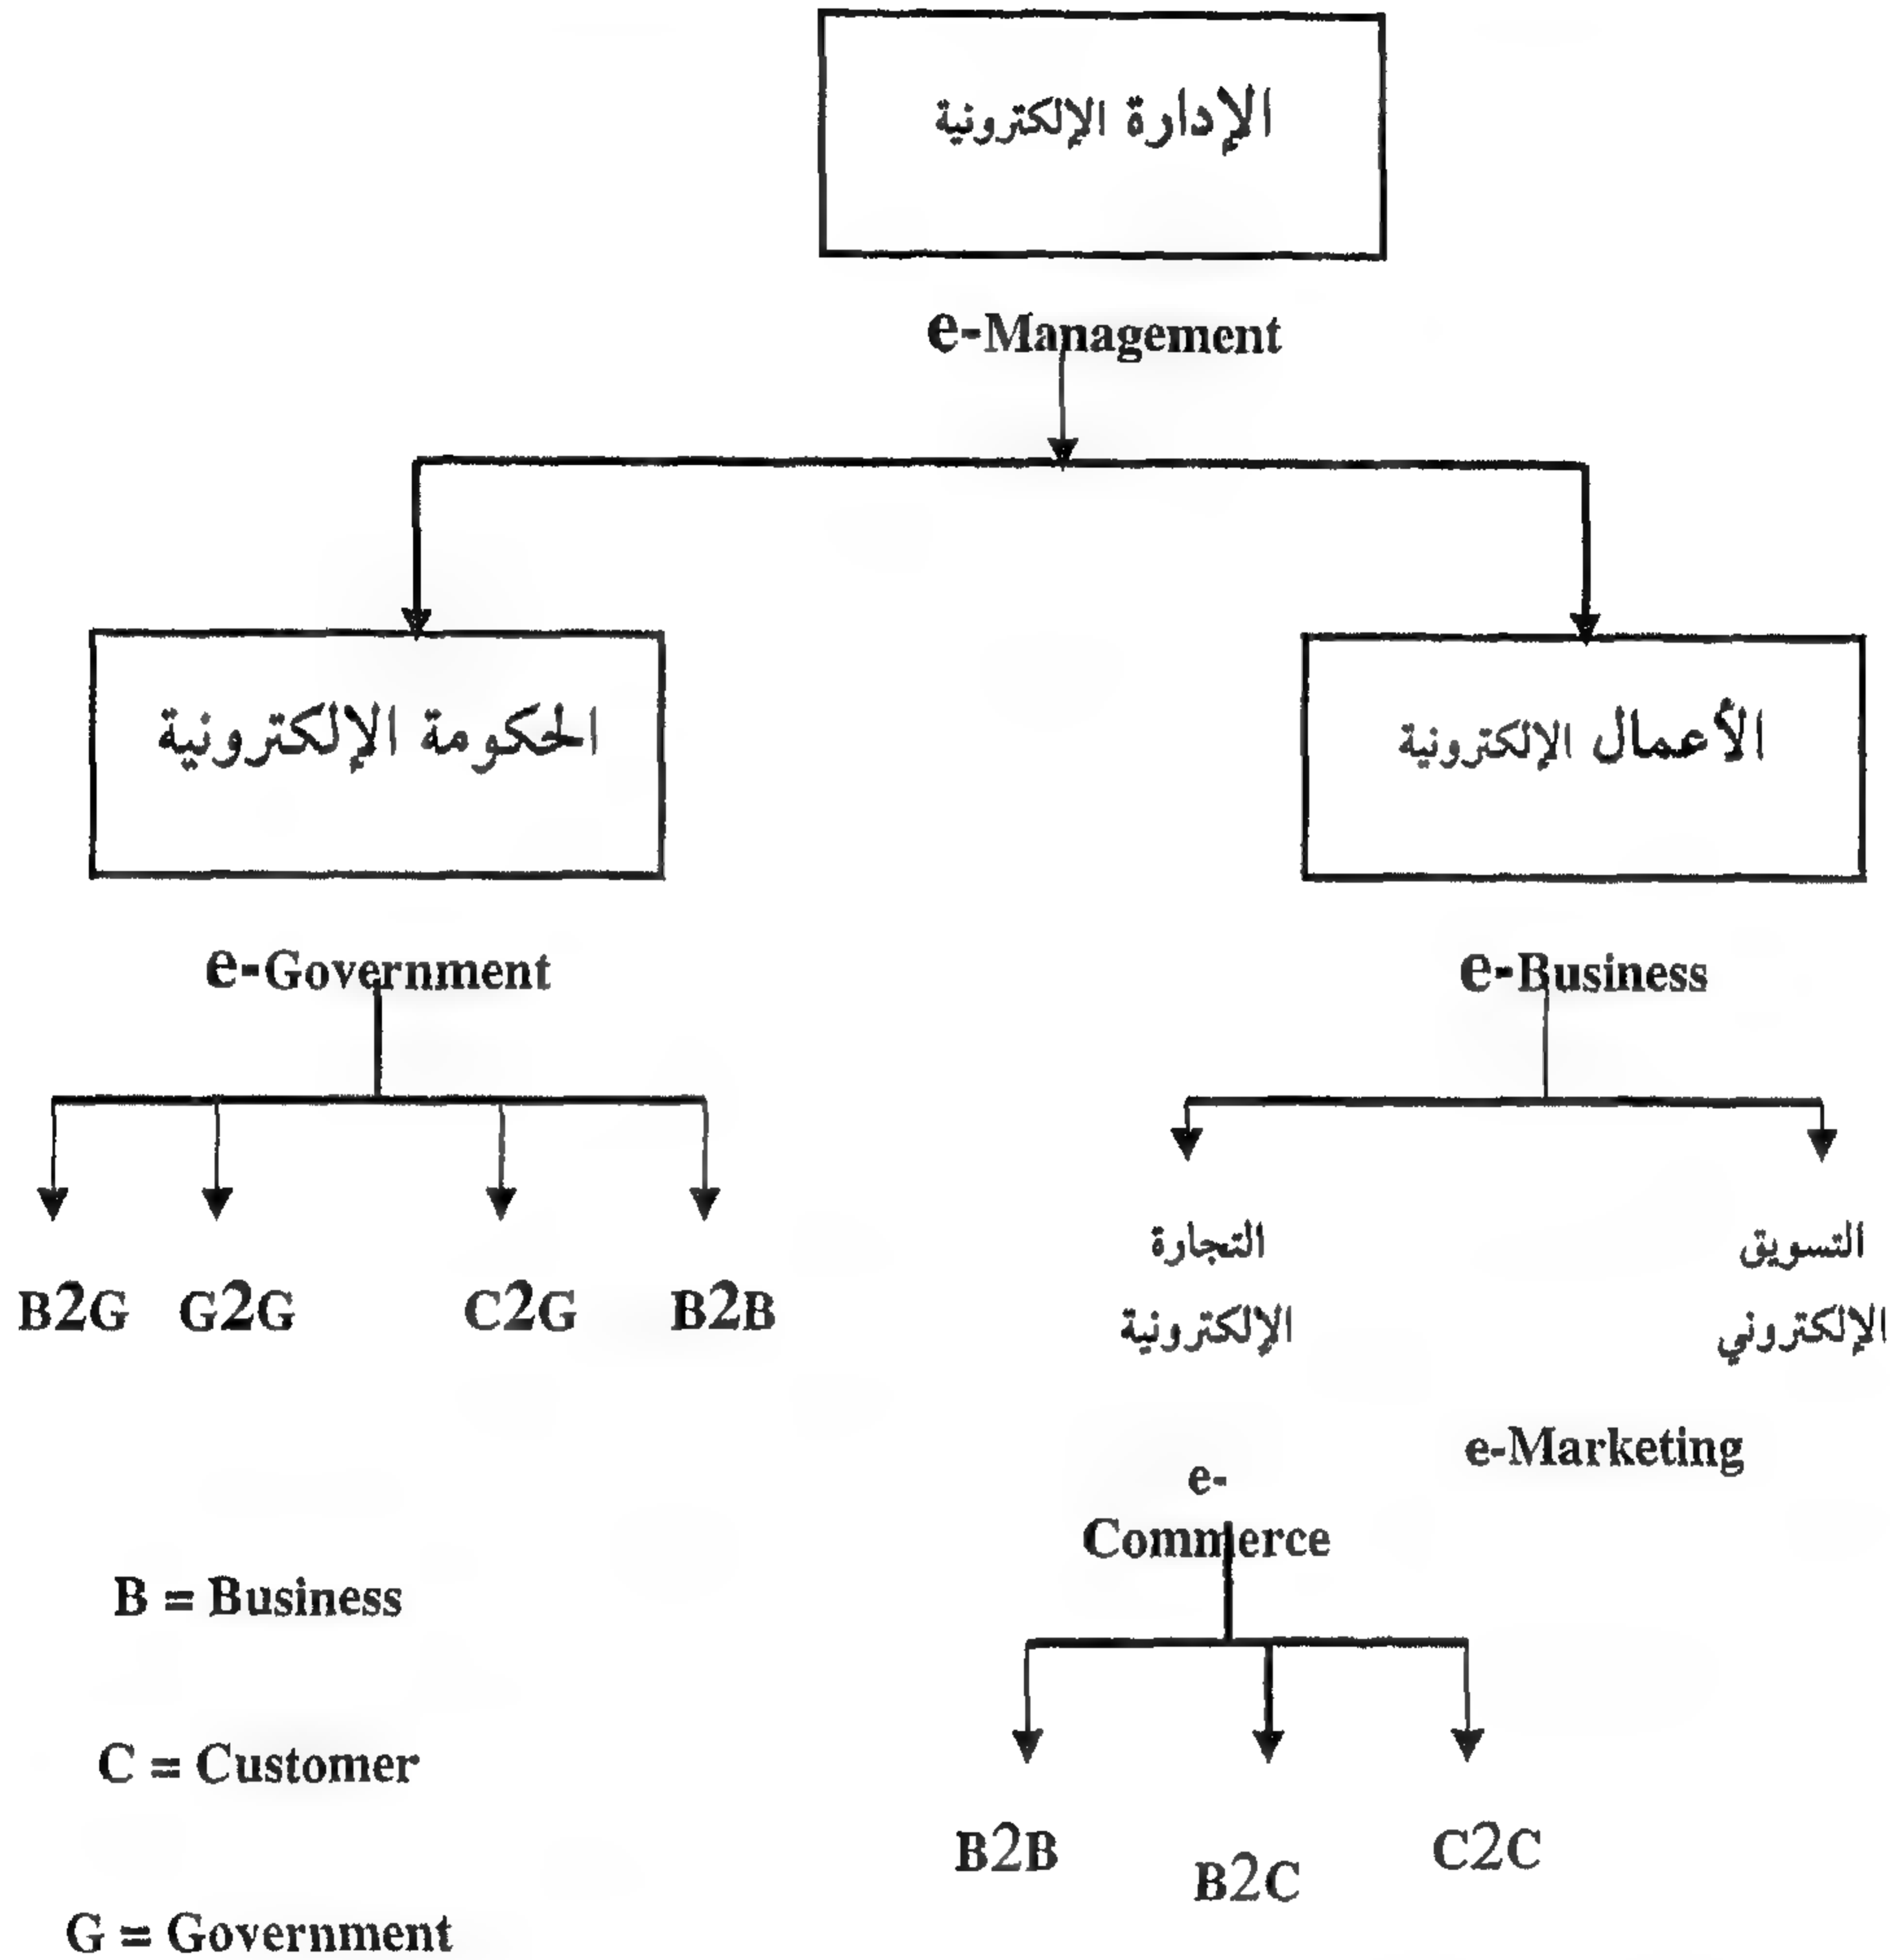 الإدارة الإلكترونية
e-Management
الحكومة الإلكترونية
الأعمال الإلكترونية
e-Government
e-Business
B2G G2G C2G B2B
التجارة
الإلكترونية
التسويق
الإلكتروني
e-Marketing
e-
Commerce
B = Business
C = Customer
G = Government
B2B
B2C
C2C